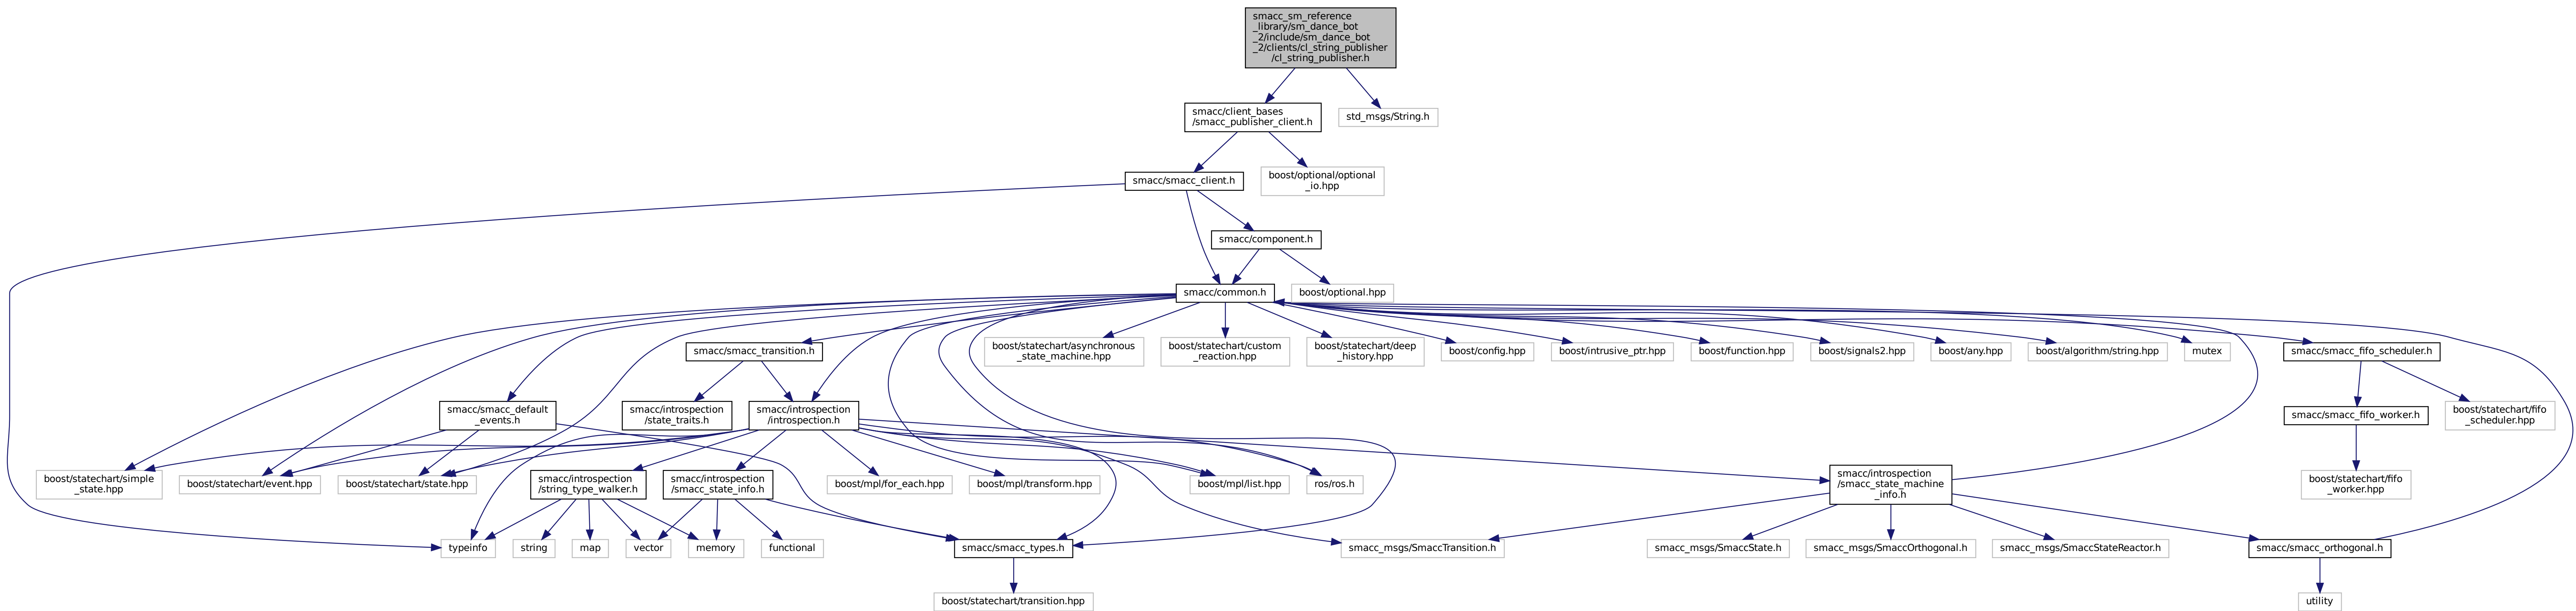 smacc_sm_reference
_library/sm_dance_bot
_2/include/sm_dance_bot
_2/clients/cl_string_publisher
/cl_string_publisher.h
smacc/client_bases
/smacc_publisher_client.h
std_msgs/String.h
smacc/smacc_client.h
boost/optional/optional
_io.hpp
smacc/component.h
smacc/common.h
boost/optional.hpp
smacc/smacc_transition.h
boost/statechart/asynchronous
_state_machine.hpp
boost/statechart/custom
_reaction.hpp
boost/statechart/deep
_history.hpp
boost/config.hpp
boost/intrusive_ptr.hpp
boost/function.hpp
boost/signals2.hpp
boost/any.hpp
boost/algorithm/string.hpp
mutex
smacc/smacc_fifo_scheduler.h
smacc/smacc_default
_events.h
smacc/introspection
/state_traits.h
smacc/introspection
/introspection.h
smacc/smacc_fifo_worker.h
boost/statechart/fifo
_scheduler.hpp
boost/statechart/simple
_state.hpp
boost/statechart/event.hpp
boost/statechart/state.hpp
smacc/introspection
/string_type_walker.h
smacc/introspection
/smacc_state_info.h
boost/mpl/for_each.hpp
boost/mpl/transform.hpp
boost/mpl/list.hpp
ros/ros.h
smacc/introspection
/smacc_state_machine
_info.h
boost/statechart/fifo
_worker.hpp
typeinfo
string
map
vector
memory
functional
smacc/smacc_types.h
smacc_msgs/SmaccTransition.h
smacc_msgs/SmaccState.h
smacc_msgs/SmaccOrthogonal.h
smacc_msgs/SmaccStateReactor.h
smacc/smacc_orthogonal.h
boost/statechart/transition.hpp
utility